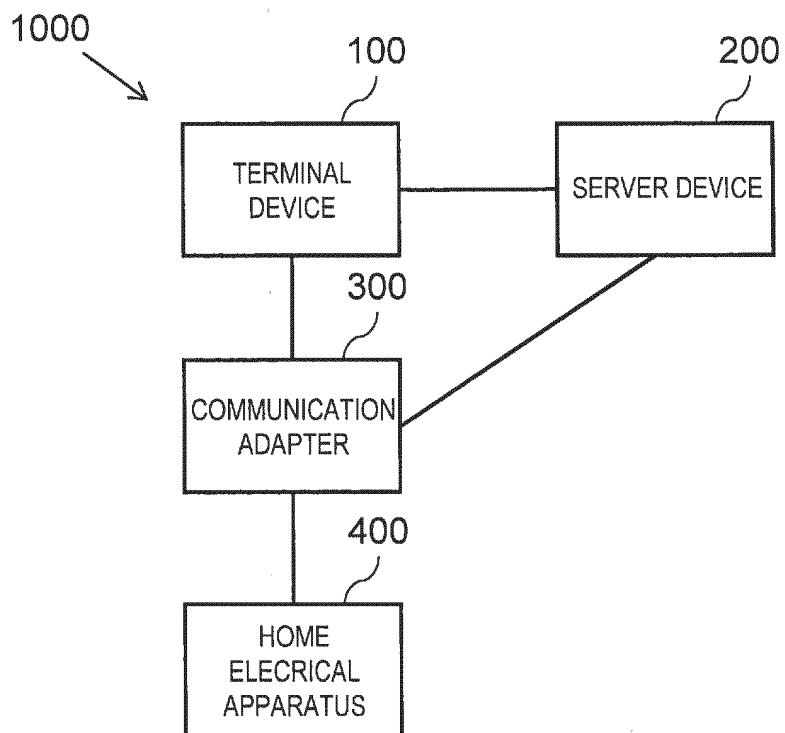 1000
100
200
TERMINAL
DEVICE
SERVER DEVICE
300
COMMUNICATION
ADAPTER
400
HOME
ELECRICAL
APPARATUS